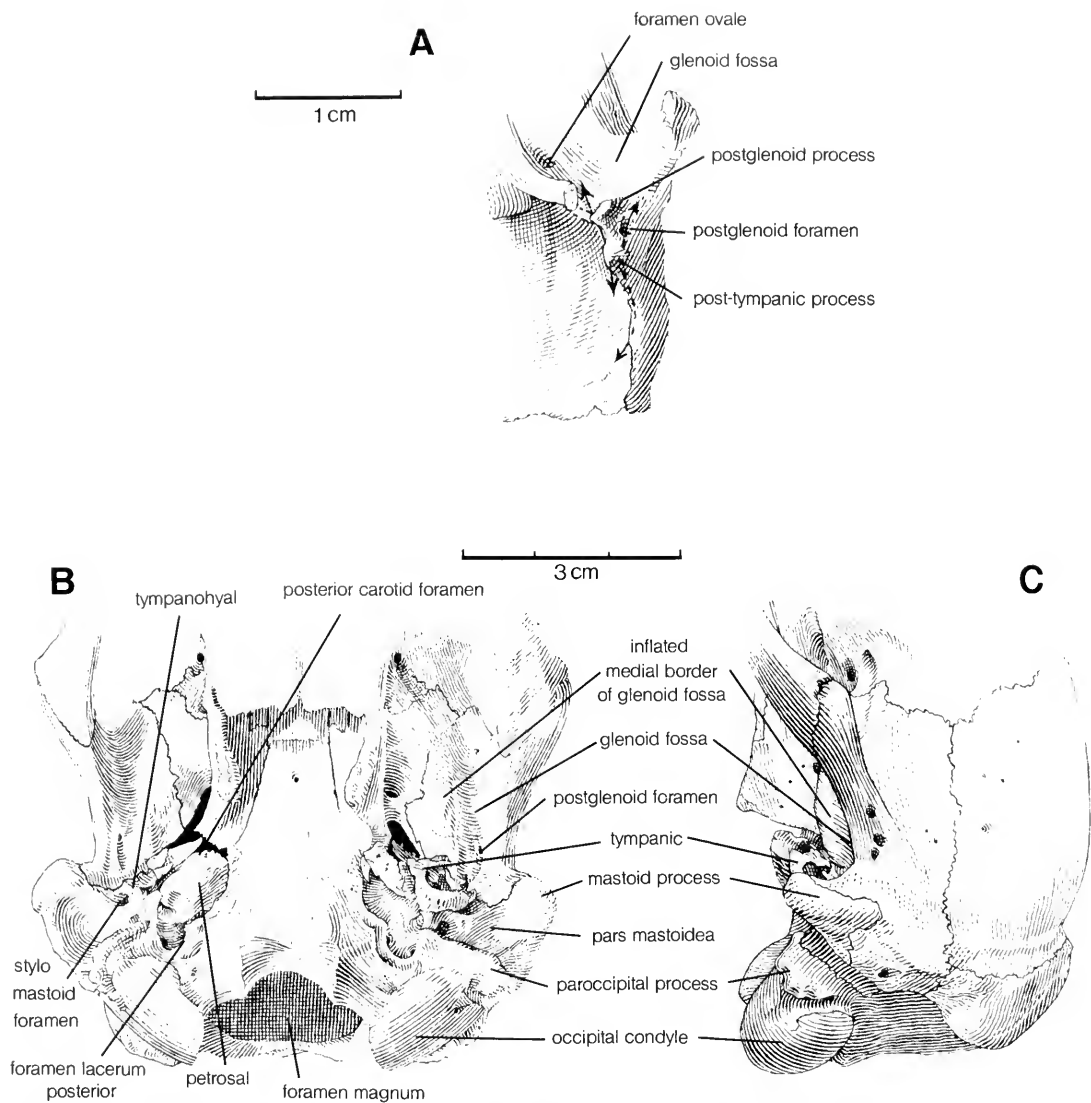 A
foramen ovale
glenoid fossa
1 cm
postglenoid process
postglenoid foramen
post-tympanic process
3 cm
B
C
tympanohyal
posterior carotid foramen
inflated
medial border
of glenoid fossa
glenoid fossa
postglenoid foramen
tympanic
mastoid process
pars mastoidea
paroccipital process
occipital condyle
stylo
mastoid
foramen
foramen lacerum
posterior
petrosal
foramen magnum